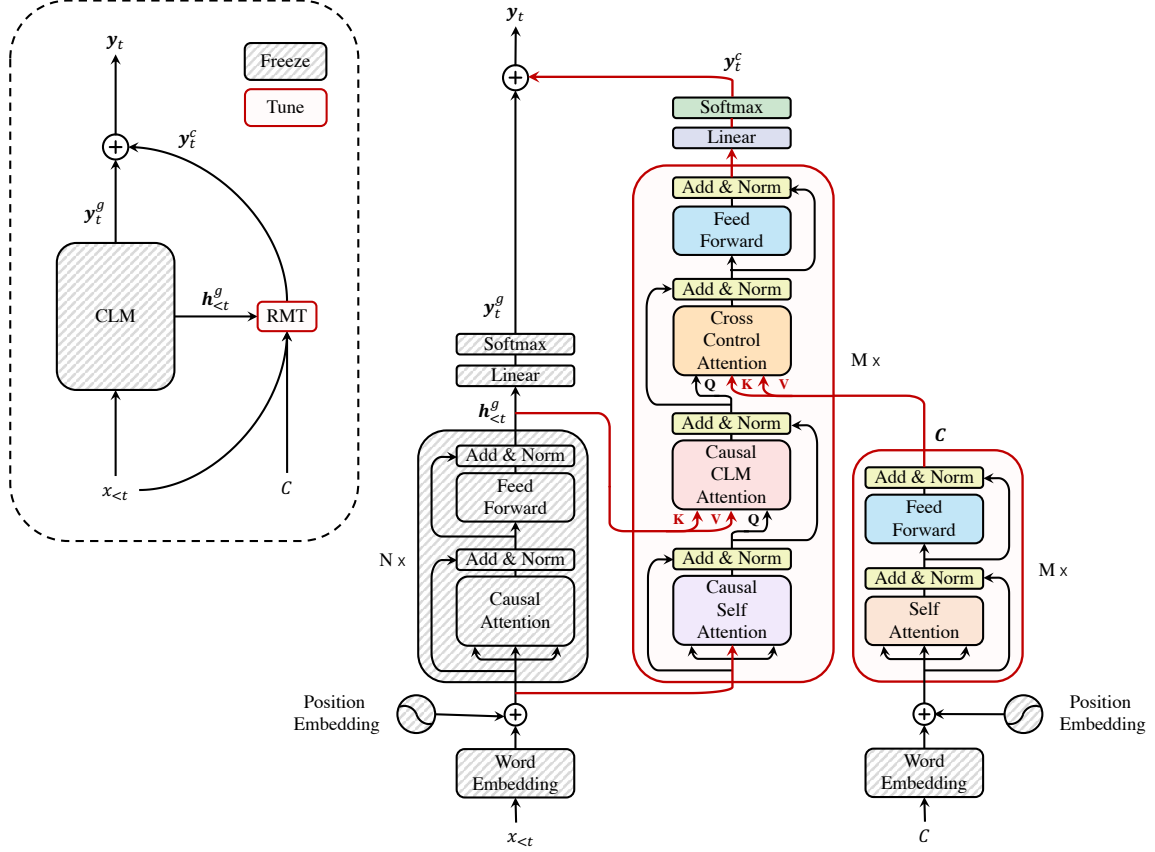 y_t
Freeze
Tune
y_t^c
y_t^g
CLM
h_{<t}^g
RMT
x_{<t}
C
y_t
y_t^g
Softmax
Linear
h_{<t}^g
Add & Norm
Feed
Forward
N x
Add & Norm
Causal
Attention
Position
Embedding
Word
Embedding
x_{<t}
y_t^c
Softmax
Linear
Add & Norm
Feed
Forward
Add & Norm
Cross
Control
Attention
M x
Q
K
V
Add & Norm
Causal
CLM
Attention
K
V
Q
Add & Norm
Causal
Self
Attention
C
Add & Norm
Feed
Forward
Add & Norm
M x
Self
Attention
Position
Embedding
Word
Embedding
C